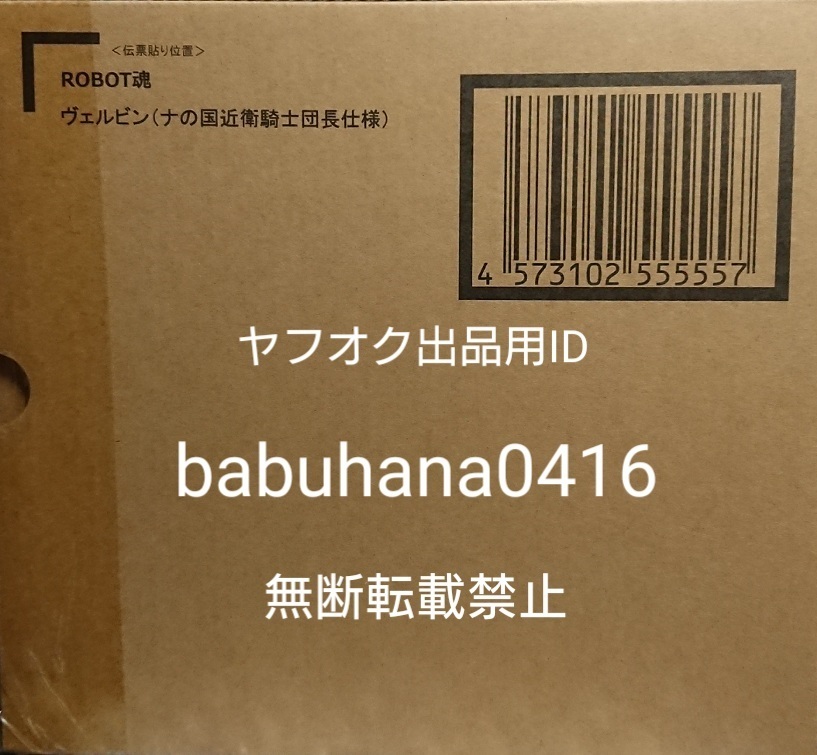 ＜伝票貼り位置＞
ROBOT魂
ヴェルビン（ナの国近衛騎士団長仕様）
4 573102 555557
ヤフオク出品用ID
babuhana0416
無断転載禁止